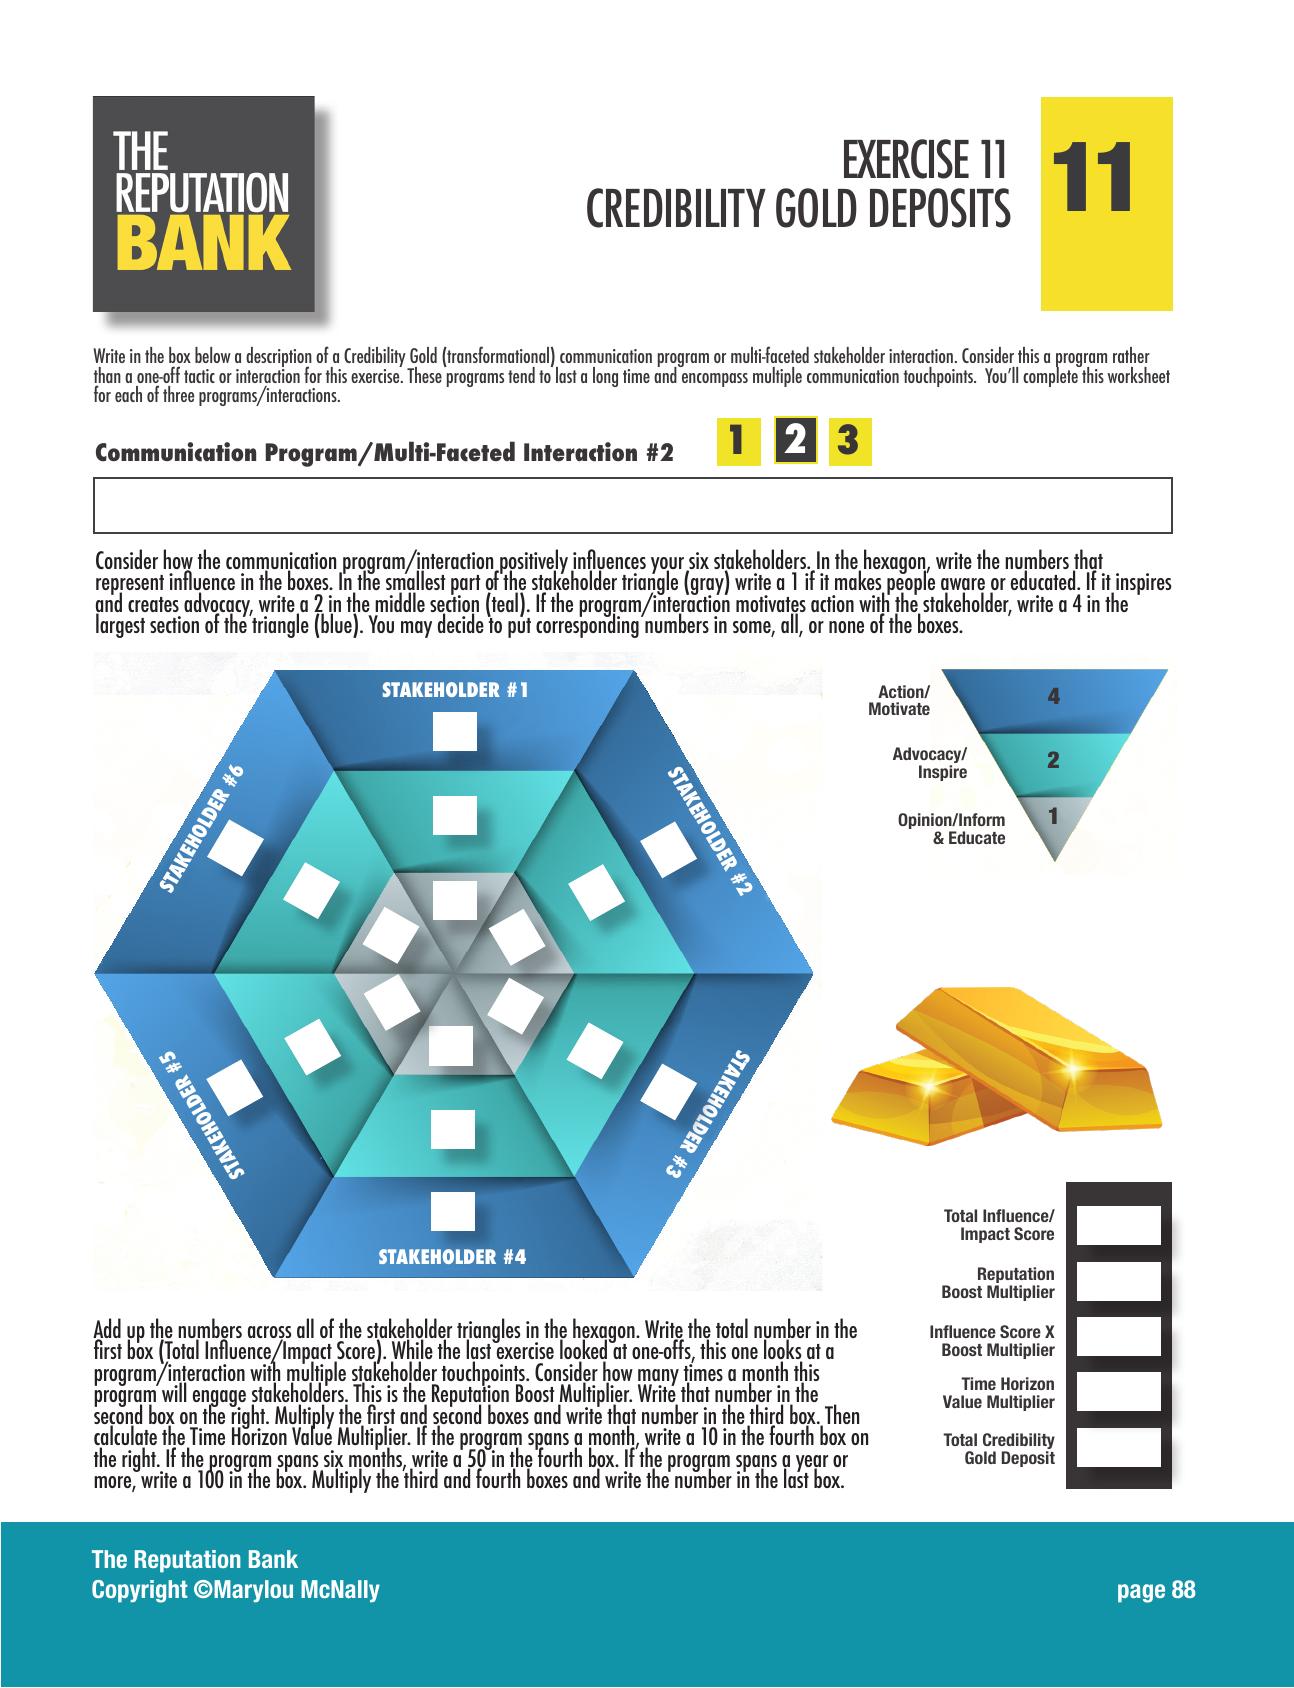 THE
REPUTATION
BANK
EXERCISE 11
CREDIBILITY GOLD DEPOSITS
11
Write in the box below a description of a Credibility Gold (transformational) communication program or multi-faceted stakeholder interaction. Consider this a program rather
than a one-off tactic or interaction for this exercise. These programs tend to last a long time and encompass multiple communication touchpoints. You'll complete this worksheet
for each of three programs/interactions.
Communication Program/Multi-Faceted Interaction #2
1 2 3
Consider how the communication program/interaction positively influences your six stakeholders. In the hexagon, write the numbers that
represent influence in the boxes. In the smallest part of the stakeholder triangle (gray) write a 1 if it makes people aware or educated. If it inspires
and creates advocacy, write a 2 in the middle section (teal). If the program/interaction motivates action with the stakeholder, write a 4 in the
largest section of the triangle (blue). You may decide to put corresponding numbers in some, all, or none of the boxes.
STAKEHOLDER #1
STAKEHOLDER #2
STAKEHOLDER #3
STAKEHOLDER #4
STAKEHOLDER #5
STAKEHOLDER #6
Action/
Motivate
4
Advocacy/
Inspire
2
Opinion/Inform
& Educate
1
Total Influence/
Impact Score
Reputation
Boost Multiplier
Influence Score X
Boost Multiplier
Time Horizon
Value Multiplier
Total Credibility
Gold Deposit
Add up the numbers across all of the stakeholder triangles in the hexagon. Write the total number in the
first box (Total Influence/Impact Score). While the last exercise looked at one-offs, this one looks at a
program/interaction with multiple stakeholder touchpoints. Consider how many times a month this
program will engage stakeholders. This is the Reputation Boost Multiplier. Write that number in the
second box on the right. Multiply the first and second boxes and write that number in the third box. Then
calculate the Time Horizon Value Multiplier. If the program spans a month, write a 10 in the fourth box on
the right. If the program spans six months, write a 50 in the fourth box. If the program spans a year or
more, write a 100 in the box. Multiply the third and fourth boxes and write the number in the last box.
The Reputation Bank
Copyright ©Marylou McNally
page 88